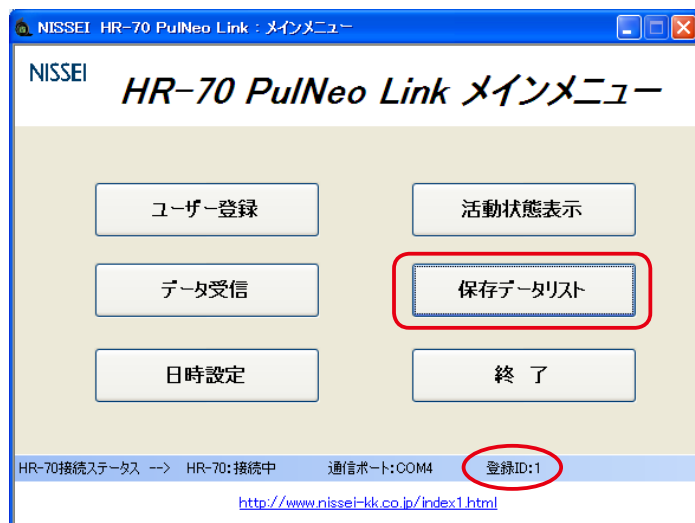 NISSEI HR-70 PulNeo Link : メインメニュー
NISSEI
HR-70 PulNeo Link メインメニュー
ユーザー登録
活動状態表示
データ受信
保存データリスト
日時設定
終 了
HR-70接続ステータス --> HR-70:接続中 通信ポート:COM4 登録ID:1
http://www.nissei-kk.co.jp/index1.html